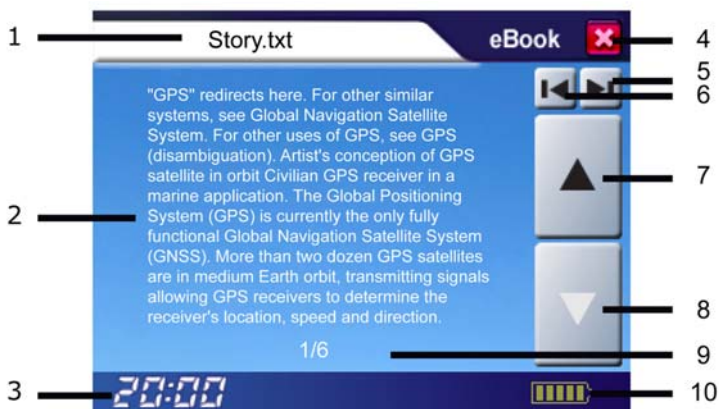 1
Story.txt
eBook
4
5
6
"GPS" redirects here. For other similar
systems, see Global Navigation Satellite
System. For other uses of GPS, see GPS
(disambiguation). Artist's conception of GPS
satellite in orbit Civilian GPS receiver in a
marine application. The Global Positioning
System (GPS) is currently the only fully
functional Global Navigation Satellite System
(GNSS). More than two dozen GPS satellites
are in medium Earth orbit, transmitting signals
allowing GPS receivers to determine the
receiver's location, speed and direction.
2
7
8
1/6
9
3
20:00
10